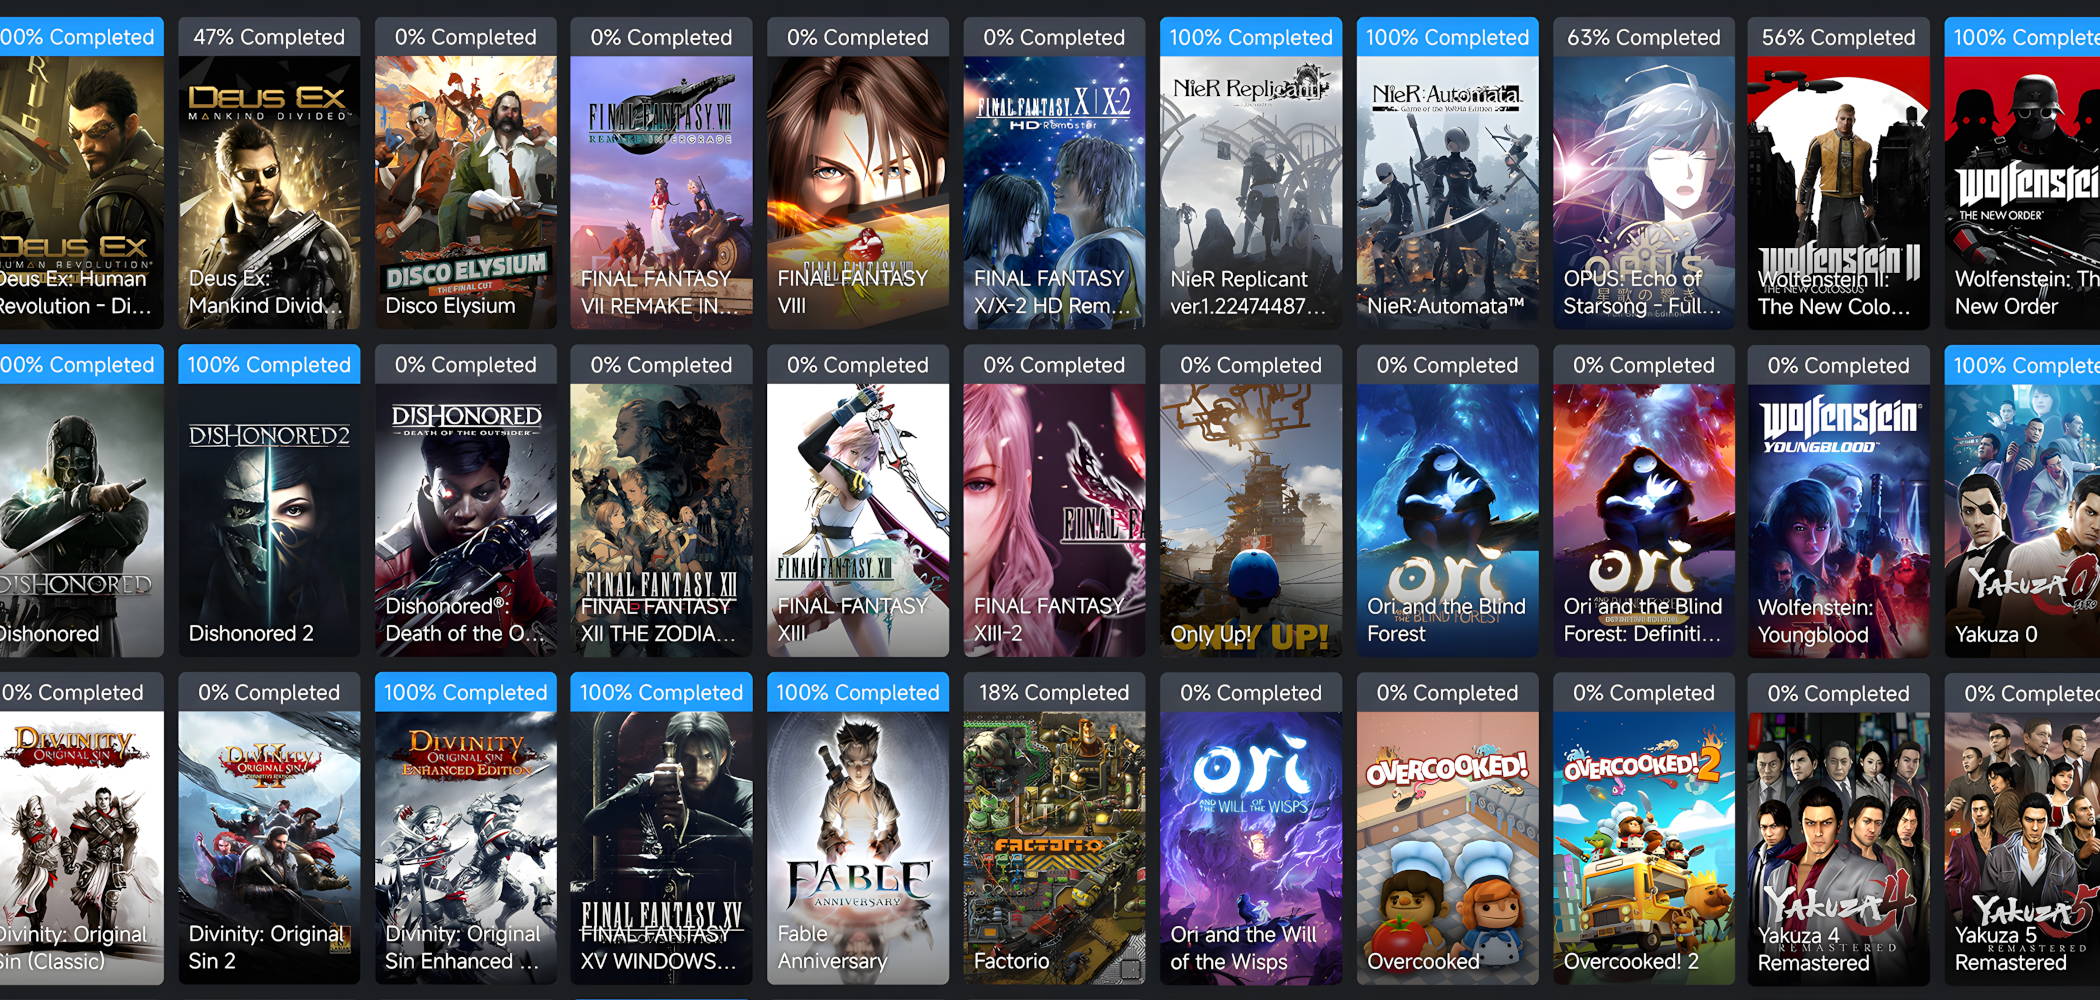 00% Completed
47% Completed
0% Completed
0% Completed
0% Completed
0% Completed
100% Completed
100% Completed
63% Completed
56% Completed
100% Complete
DEUS EX
HUMAN REVOLUTION
Deus Ex: Human
Revolution - Di...
DEUS EX
MANKIND DIVIDED™
Deus Ex:
Mankind Divid...
DISCO ELYSIUM
THE FINAL CUT
Disco Elysium
FINAL FANTASY VII
REMAKE INTERGRADE
FINAL FANTASY
VII REMAKE IN...
FINAL FANTASY VIII
FINAL FANTASY
VIII
FINAL FANTASY X|X-2
HD Remaster
FINAL FANTASY
X/X-2 HD Rem...
NieR Replicant
NieR Replicant
ver.1.22474487...
NieR:Automata
Game of the YoRHa Edition
NieR:Automata™
OPUS
星歌の響き
OPUS: Echo of
Starsong - Full...
Wolfenstein II
THE NEW COLOSSUS
Wolfenstein II:
The New Colo...
Wolfenstei
THE NEW ORDER
Wolfenstein: Th
New Order
00% Completed
100% Completed
0% Completed
0% Completed
0% Completed
0% Completed
0% Completed
0% Completed
0% Completed
0% Completed
100% Complete
DISHONORED
Dishonored
DISHONORED2
Dishonored 2
DISHONORED
DEATH OF THE OUTSIDER
Dishonored®:
Death of the O...
FINAL FANTASY XII
FINAL FANTASY
XII THE ZODIA...
FINAL FANTASY XIII
FINAL FANTASY
XIII
FINAL FA
FINAL FANTASY
XIII-2
ONLY UP!
Only Up!
ori
AND THE BLIND FOREST
Ori and the Blind
Forest
ori
AND THE BLIND FOREST
DEFINITIVE EDITION
Ori and the Blind
Forest: Definiti...
Wolfenstein
YOUNGBLOOD™
Wolfenstein:
Youngblood
YAKUZA 0
Yakuza 0
0% Completed
0% Completed
100% Completed
100% Completed
100% Completed
18% Completed
0% Completed
0% Completed
0% Completed
0% Completed
0% Completed
DIVINITY
ORIGINAL SIN
Divinity: Original
Sin (Classic)
DIVINITY
ORIGINAL SIN
II
DEFINITIVE EDITION
Divinity: Original
Sin 2
DIVINITY
ORIGINAL SIN
ENHANCED EDITION
Divinity: Original
Sin Enhanced ...
FINAL FANTASY XV
FINAL FANTASY
XV WINDOWS...
FABLE
ANNIVERSARY
Fable
Anniversary
FACTORIO
Factorio
ori
AND THE WILL OF THE WISPS
Ori and the Will
of the Wisps
OVERCOOKED!
Overcooked
OVERCOOKED! 2
Overcooked! 2
YAKUZA 4
REMASTERED
Yakuza 4
Remastered
YAKUZA 5
REMASTERED
Yakuza 5
Remastered